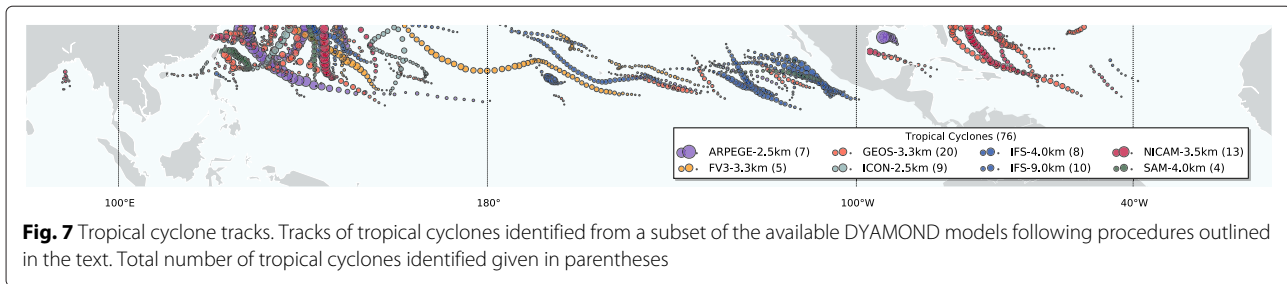 Tropical Cyclones (76)
ARPEGE-2.5km (7) GEOS-3.3km (20) IFS-4.0km (8) NICAM-3.5km (13)
FV3-3.3km (5) ICON-2.5km (9) IFS-9.0km (10) SAM-4.0km (4)
100°E 180° 100°W 40°W
Fig. 7 Tropical cyclone tracks. Tracks of tropical cyclones identified from a subset of the available DYAMOND models following procedures outlined
in the text. Total number of tropical cyclones identified given in parentheses